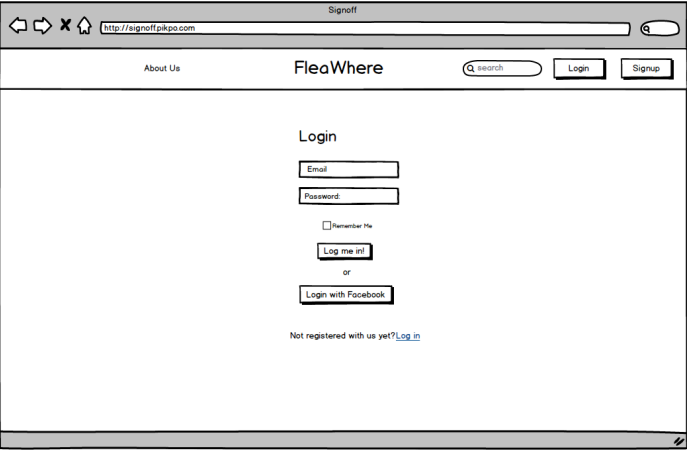 Signoff
http://signoff.pikpo.com
About Us
FleaWhere
search
Login
Signup
Login
Email
Password:
Remember Me
Log me in!
or
Login with Facebook
Not registered with us yet? Log in